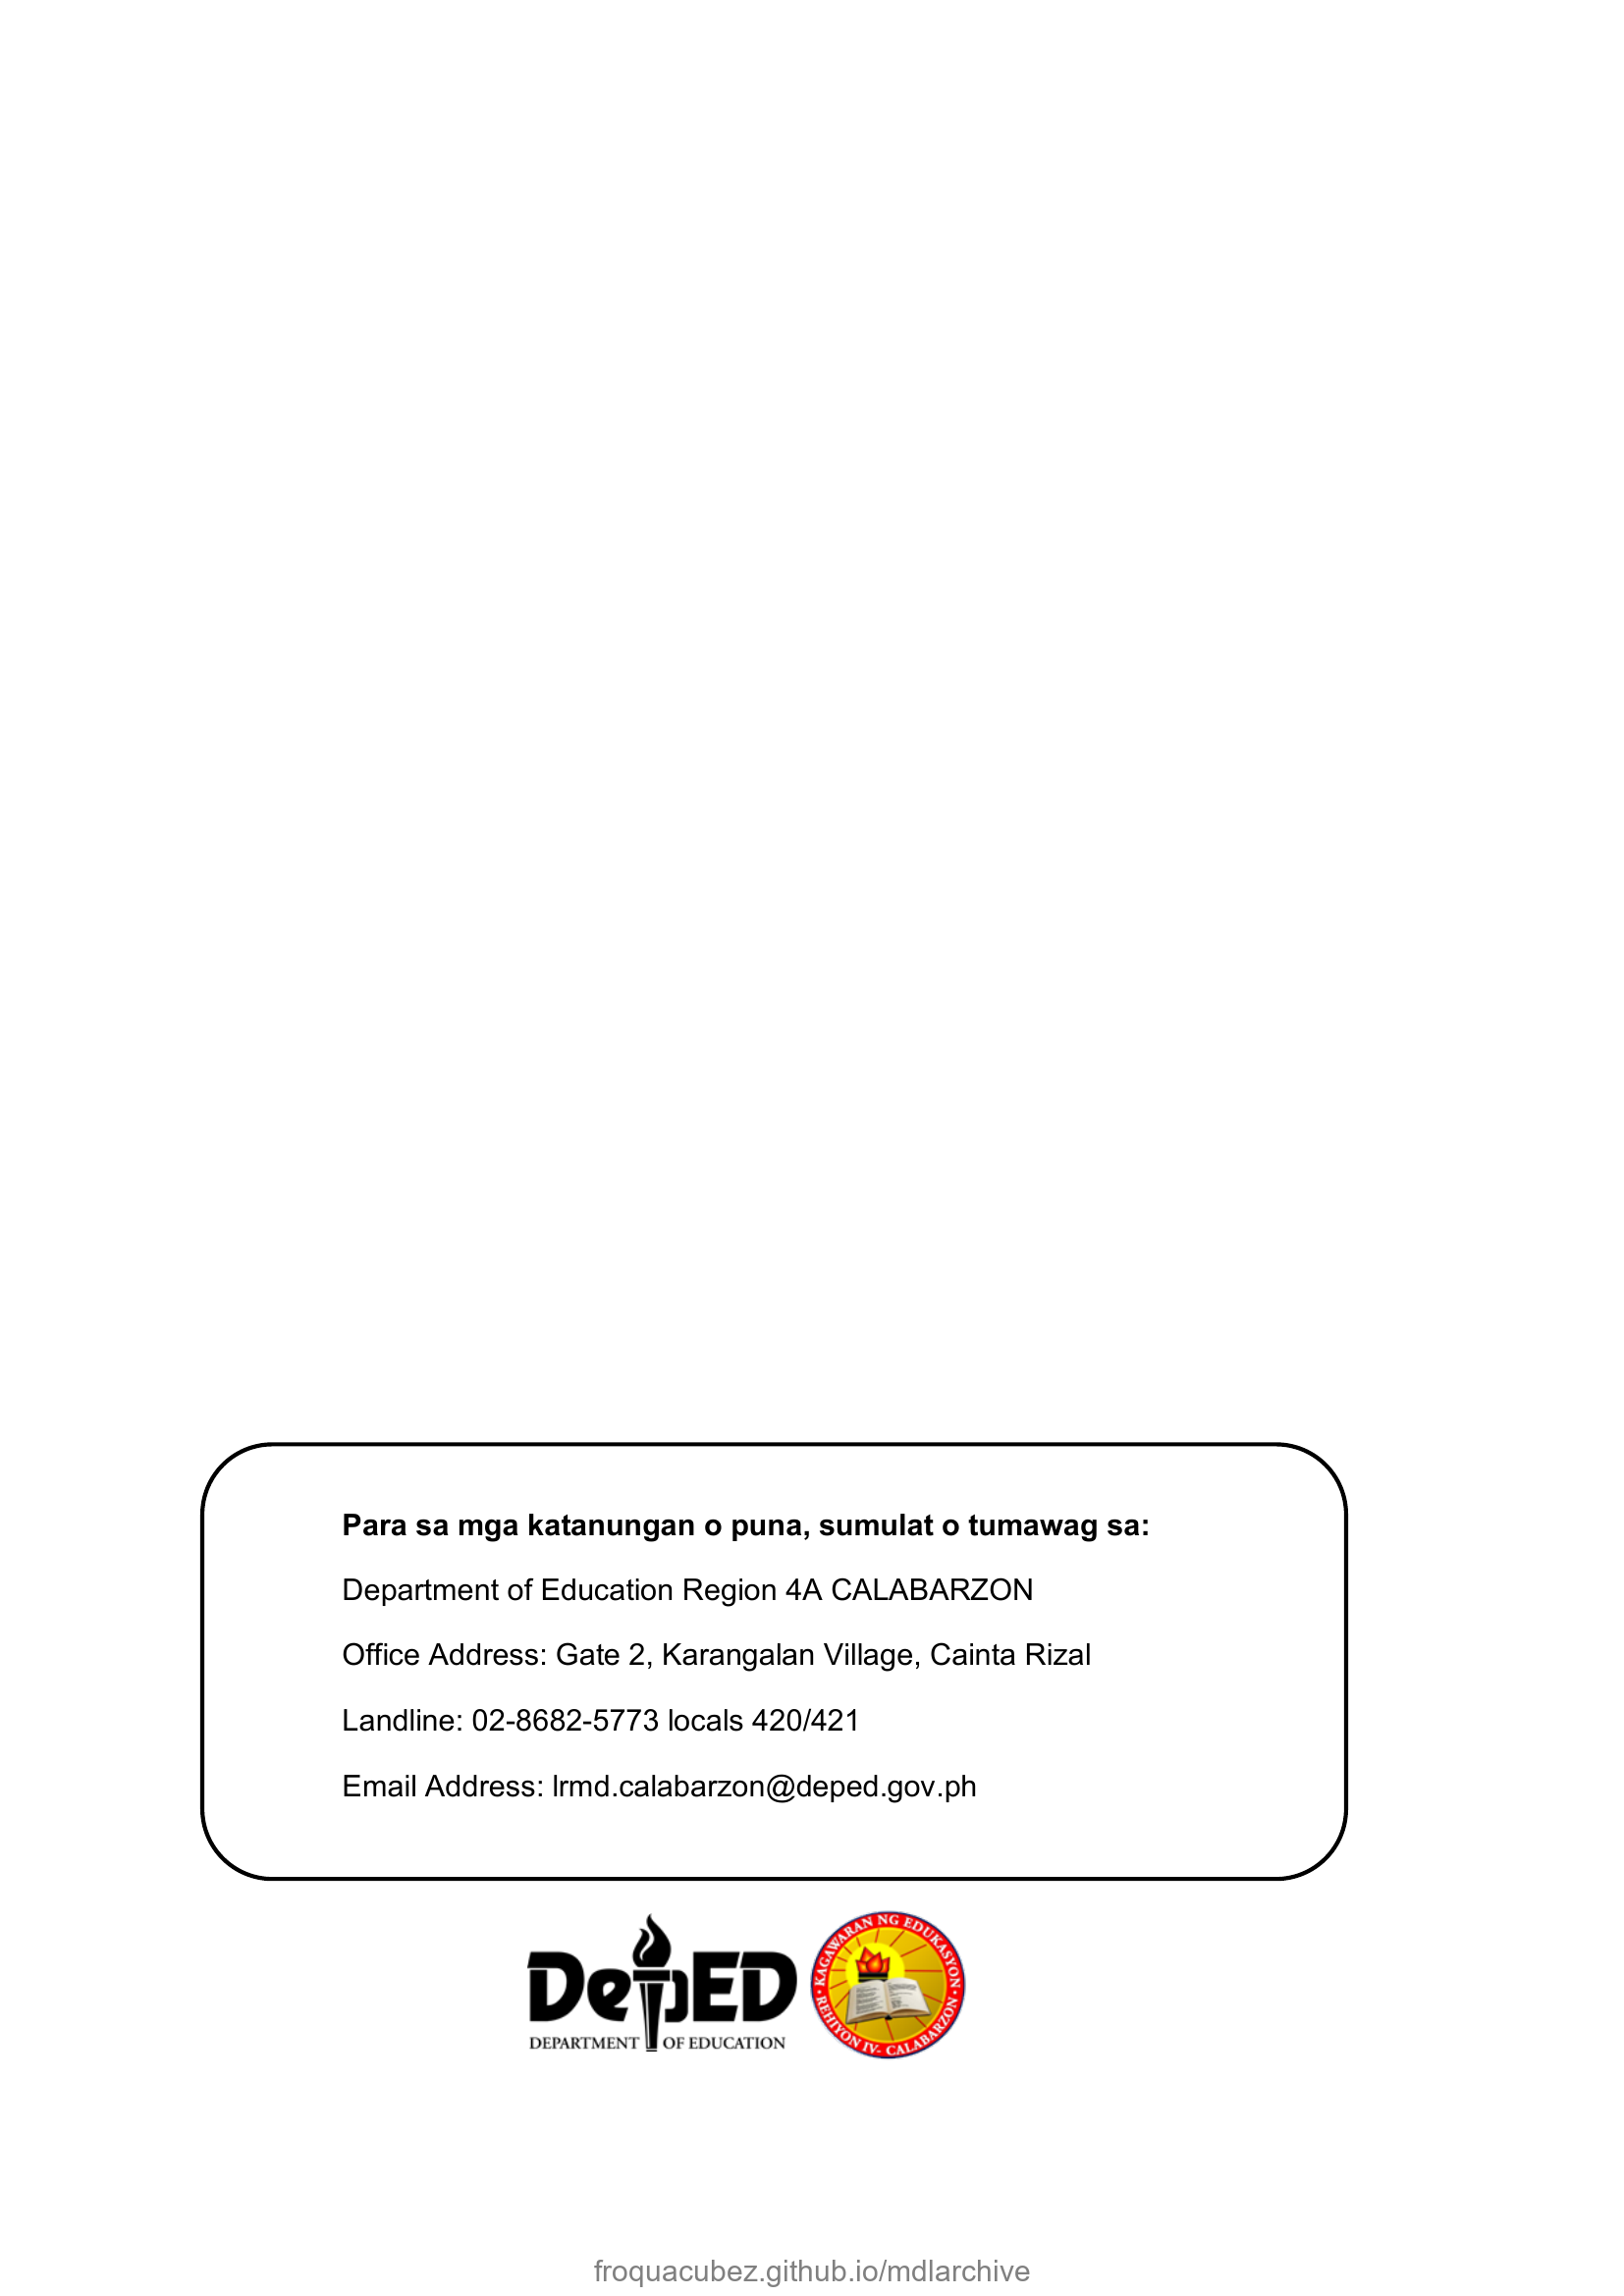 Para sa mga katanungan o puna, sumulat o tumawag sa:
Department of Education Region 4A CALABARZON
Office Address: Gate 2, Karangalan Village, Cainta Rizal
Landline: 02-8682-5773 locals 420/421
Email Address: lrmd.calabarzon@deped.gov.ph
DepED
DEPARTMENT OF EDUCATION
KAGAWARAN NG EDUKASYON
REHIYON IV- CALABARZON
froquacubez.github.io/mdlarchive